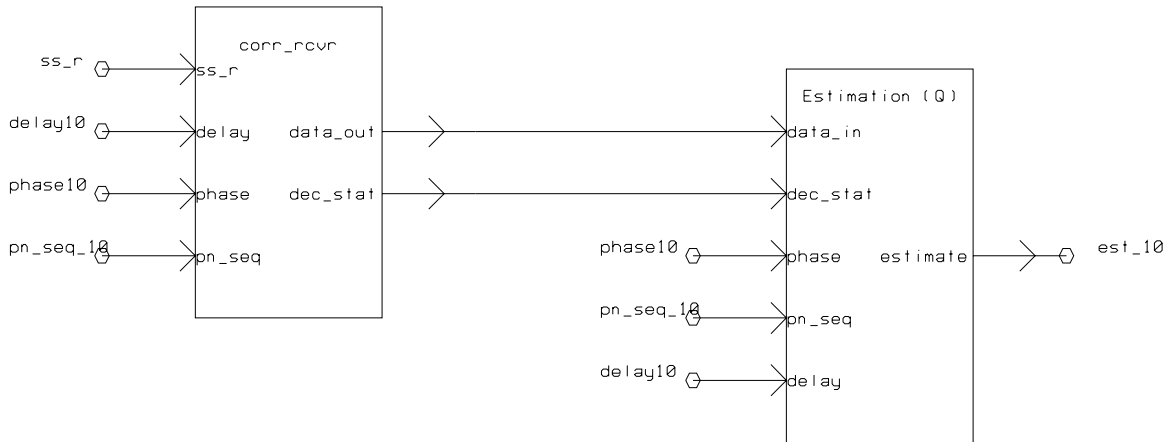 corr_rcvr
ss_r
ss_r
delay10
delay
data_out
phase10
phase
dec_stat
pn_seq_10
pn_seq
Estimation (Q)
data_in
dec_stat
phase10
phase
estimate
est_10
pn_seq_10
pn_seq
delay10
delay